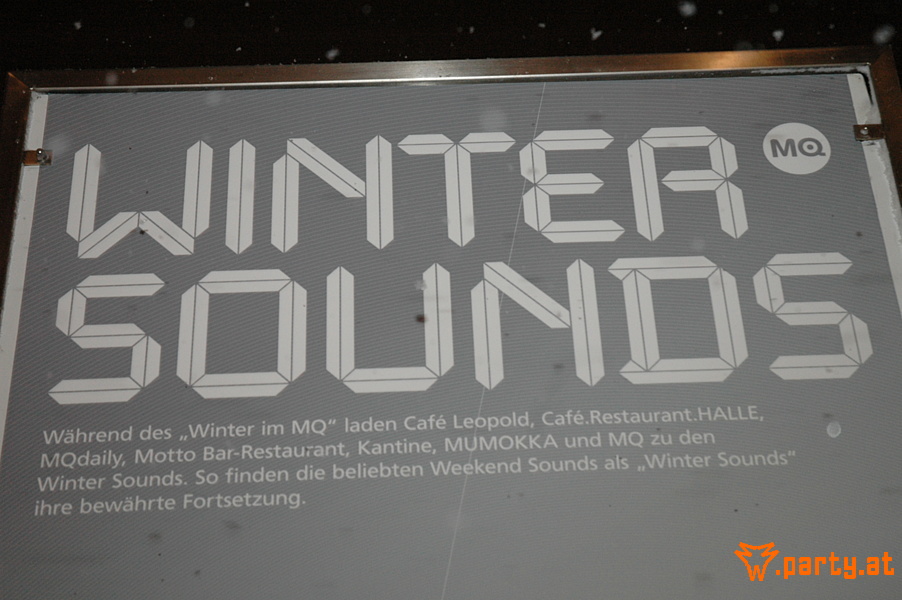 WINTER
MQ
SOUNDS
Während des „Winter im MQ“ laden Café Leopold, Café.Restaurant.HALLE,
MQdaily, Motto Bar-Restaurant, Kantine, MUMOKKA und MQ zu den
Winter Sounds. So finden die beliebten Weekend Sounds als „Winter Sounds“
ihre bewährte Fortsetzung.
w.party.at